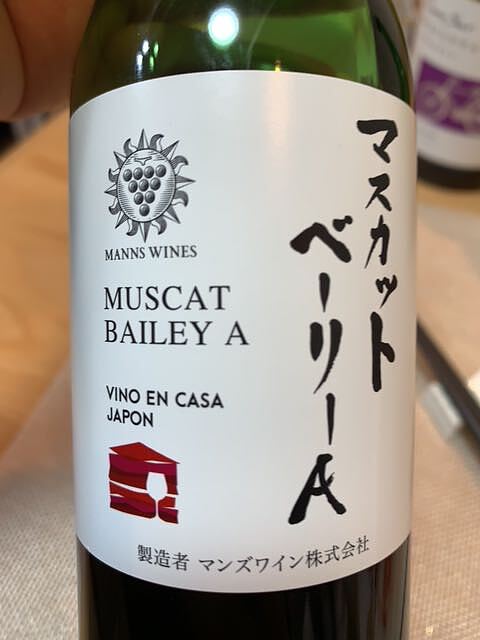 MANNS WINES
MUSCAT
BAILEY A
VINO EN CASA
JAPON
マスカット
ベーリーA
製造者 マンズワイン株式会社